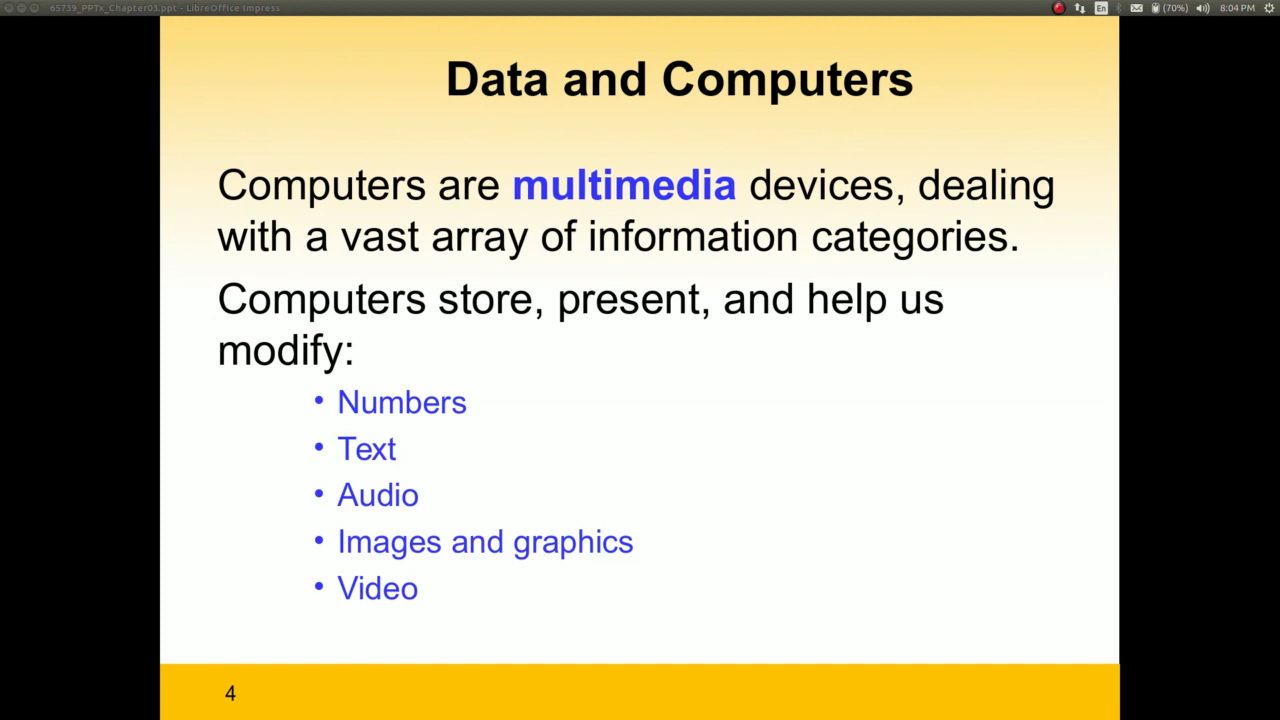 65739_PPTx_Chapter03.ppt - LibreOffice Impress
En (70%) 8:04 PM
Data and Computers
Computers are multimedia devices, dealing
with a vast array of information categories.
Computers store, present, and help us
modify:
• Numbers
• Text
• Audio
• Images and graphics
• Video
4